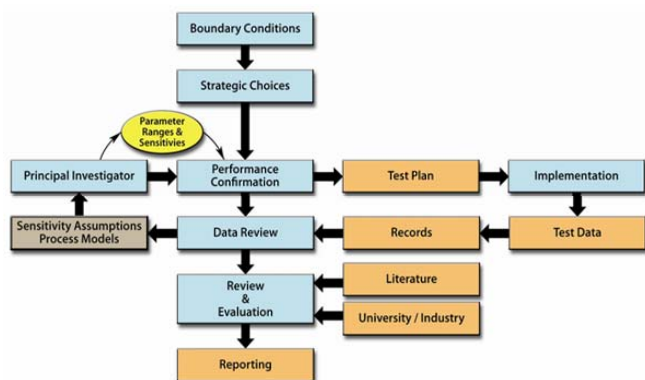 Boundary Conditions
Strategic Choices
Parameter
Ranges &
Sensitivies
Principal Investigator
Performance
Confirmation
Test Plan
Implementation
Sensitivity Assumptions
Process Models
Data Review
Records
Test Data
Review
&
Evaluation
Literature
University / Industry
Reporting